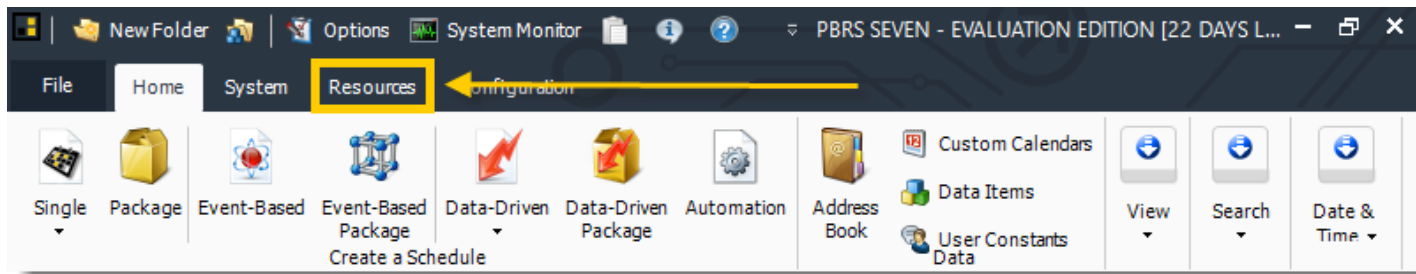 New Folder Options System Monitor PBRS SEVEN - EVALUATION EDITION [22 DAYS L...
File Home System Resources Configuration
Single Package Event-Based Event-Based Package Data-Driven Data-Driven Package Automation
Create a Schedule
Address Book
Custom Calendars
Data Items
User Constants
Data
View Search Date & Time